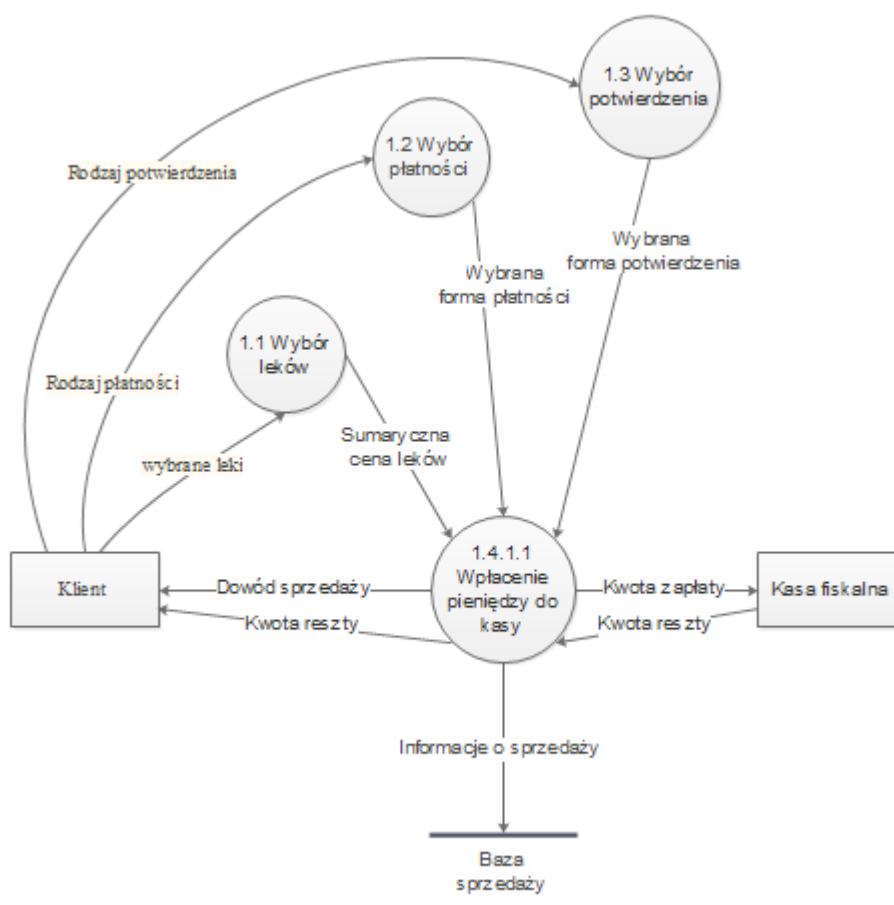 1.3 Wybór
potwierdzenia
1.2 Wybór
płatności
Rodzaj potwierdzenia
Wybrana
forma potwierdzenia
Wybrana
forma płatności
1.1 Wybór
leków
Rodzaj płatności
Sumaryczna
cena leków
wybrane leki
Klient
Dowód sprzedaży
Kwota reszty
1.4.1.1
Wpłacenie
pieniędzy do
kasy
Kwota zapłaty
Kwota reszty
Kasa fiskalna
Informacje o sprzedaży
Baza
sprzedaży